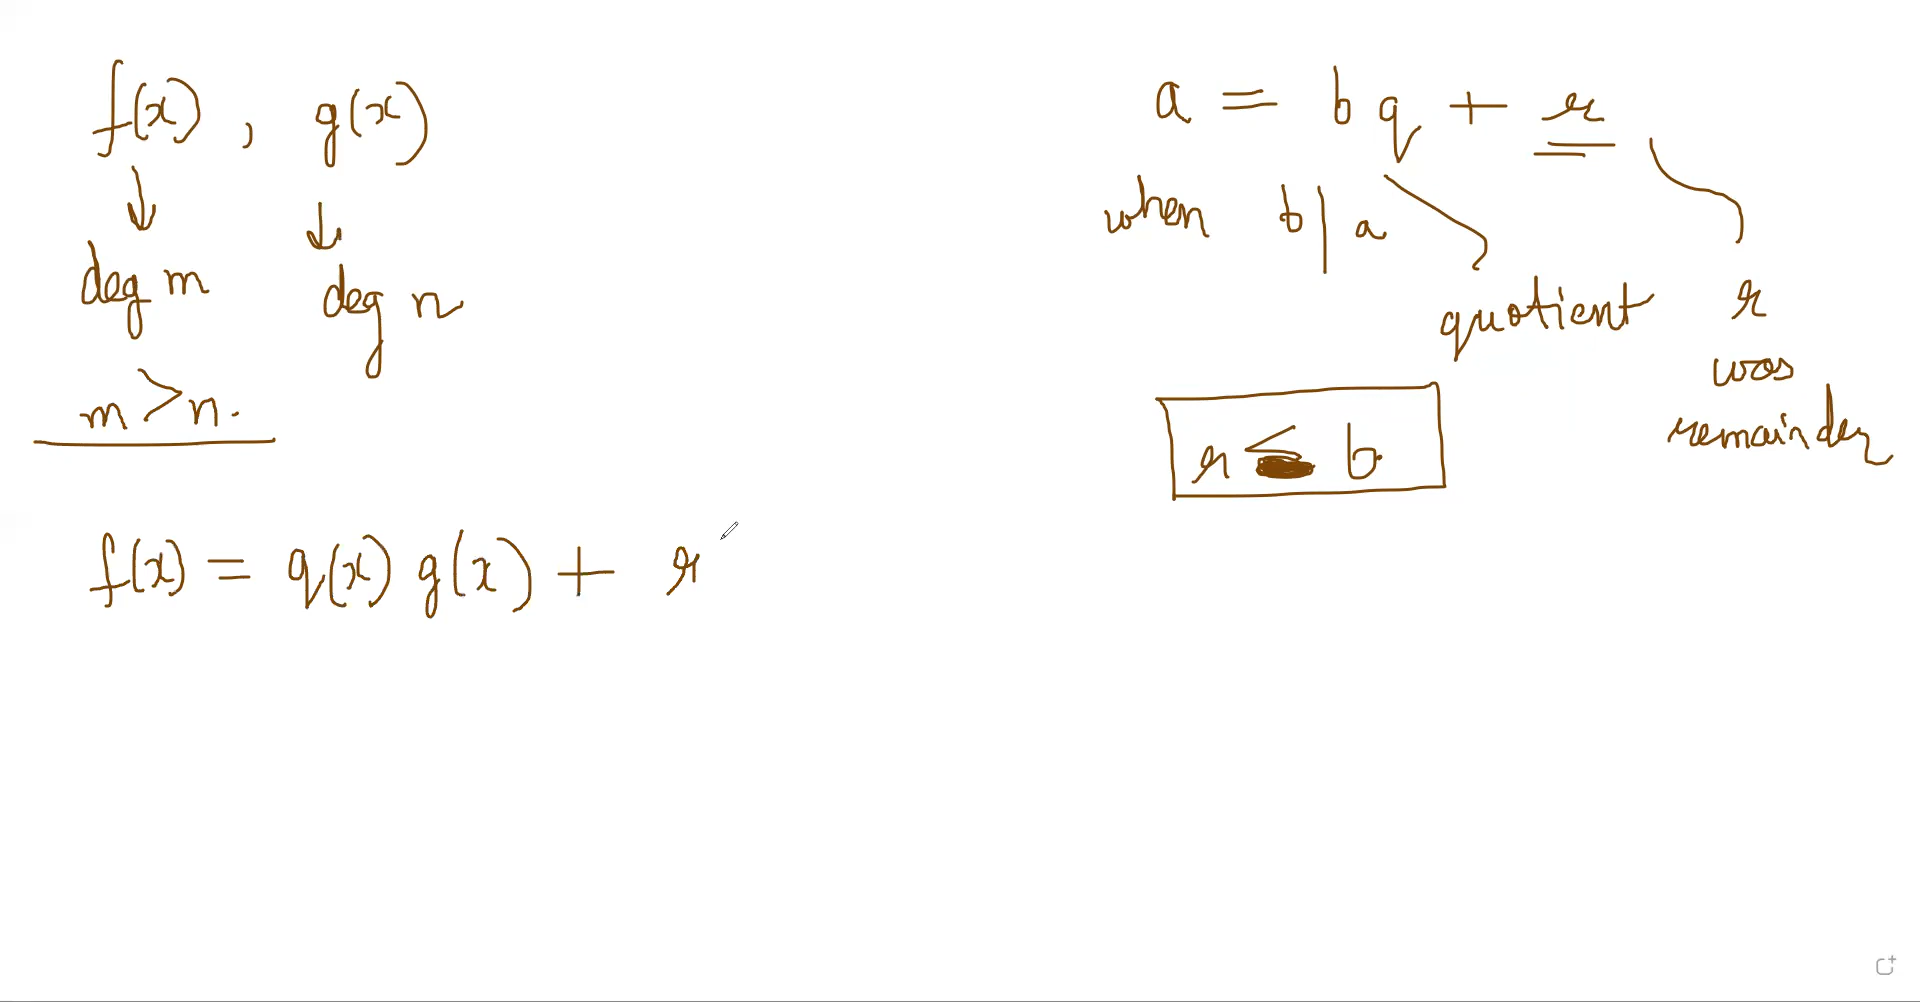 f(x) , g(x)
↓ ↓
deg m deg n
m > n.
f(x) = q(x) g(x) + r
a = b q + r
when b | a
quotient
r
was
remainder
r < b.